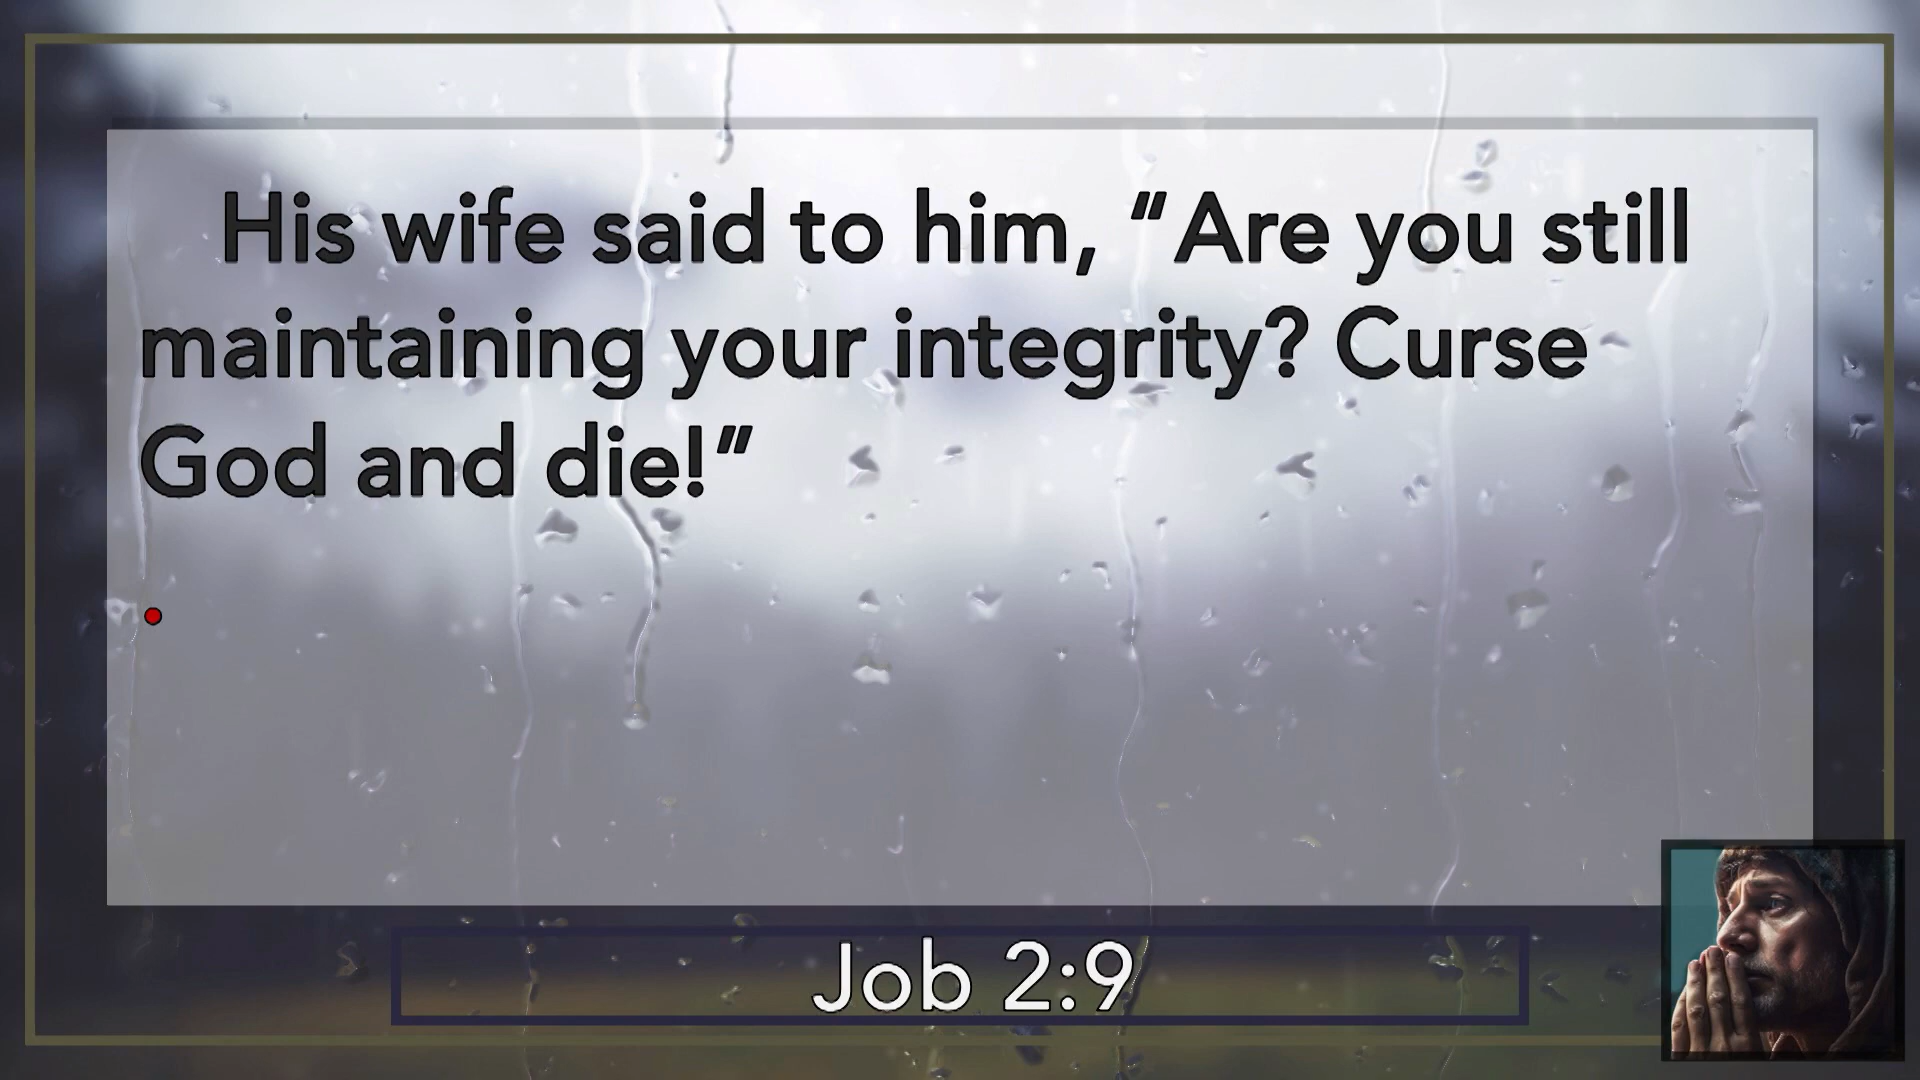 His wife said to him, “Are you still
maintaining your integrity? Curse
God and die!”
Job 2:9